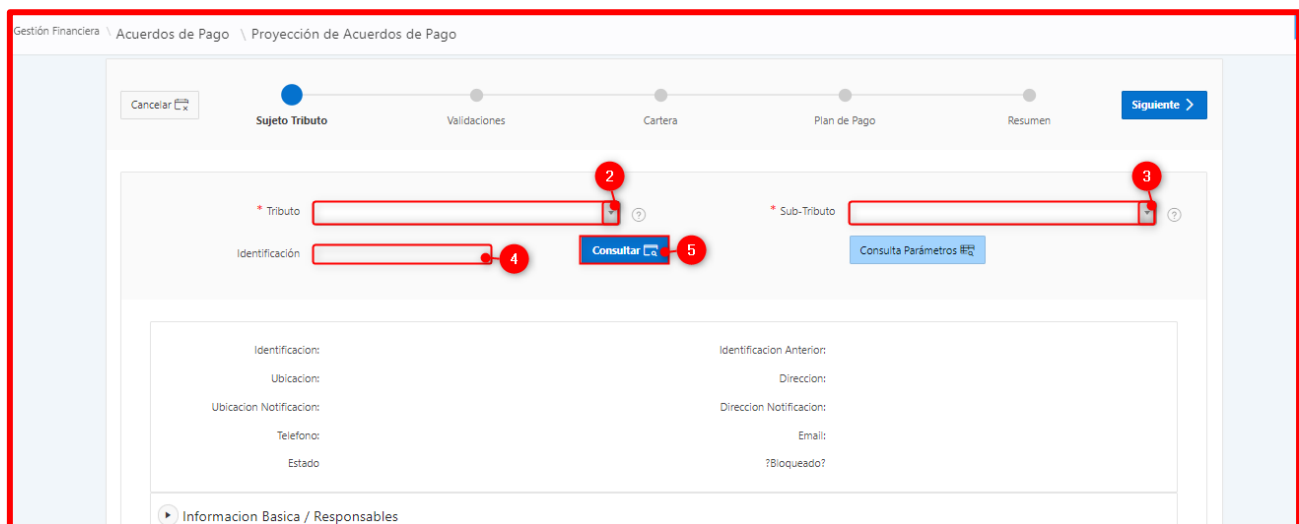 Gestión Financiera \ Acuerdos de Pago \ Proyección de Acuerdos de Pago
Cancelar
Sujeto Tributo
Validaciones
Cartera
Plan de Pago
Resumen
Siguiente >
2
3
* Tributo
?
* Sub-Tributo
?
Identificación
4
Consultar
5
Consulta Parámetros
Identificacion:
Identificacion Anterior:
Ubicacion:
Direccion:
Ubicacion Notificacion:
Direccion Notificacion:
Telefono:
Email:
Estado
?Bloqueado?
Informacion Basica / Responsables